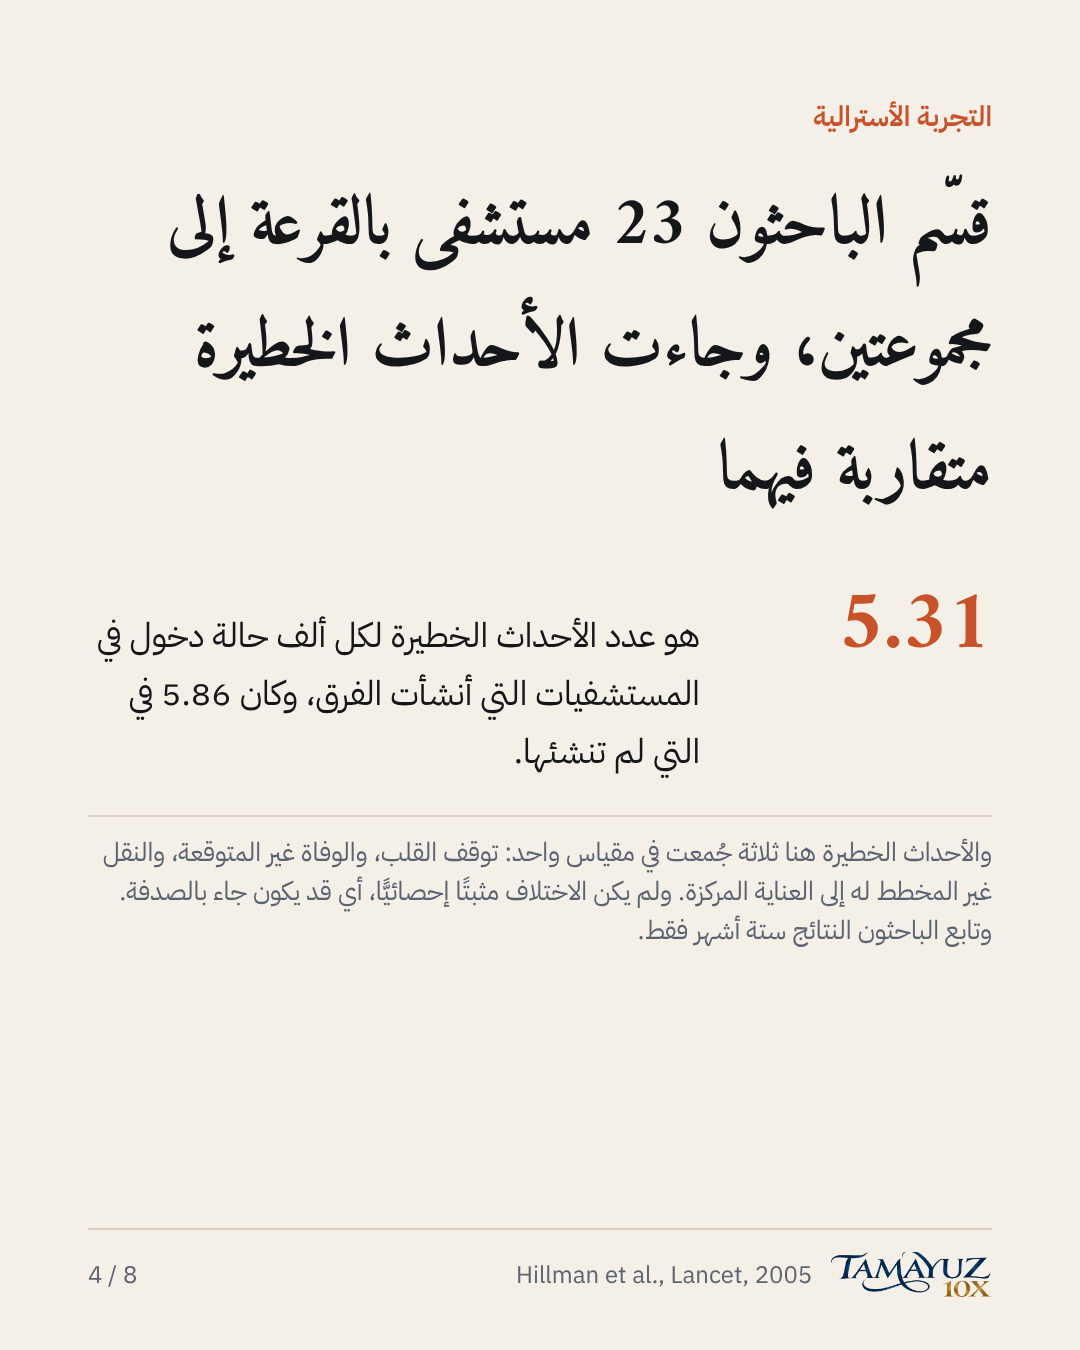 التجربة الأسترالية
قسّم الباحثون 23 مستشفى بالقرعة إلى
مجموعتين، وجاءت الأحداث الخطيرة
متقاربة فيهما
5.31
هو عدد الأحداث الخطيرة لكل ألف حالة دخول في
المستشفيات التي أنشأت الفرق، وكان 5.86 في
التي لم تنشئها.
والأحداث الخطيرة هنا ثلاثة جُمعت في مقياس واحد: توقف القلب، والوفاة غير المتوقعة، والنقل
غير المخطط له إلى العناية المركزة. ولم يكن الاختلاف مثبتًا إحصائيًّا، أي قد يكون جاء بالصدفة.
وتابع الباحثون النتائج ستة أشهر فقط.
TAMAYUZ
10X
Hillman et al., Lancet, 2005
4 / 8